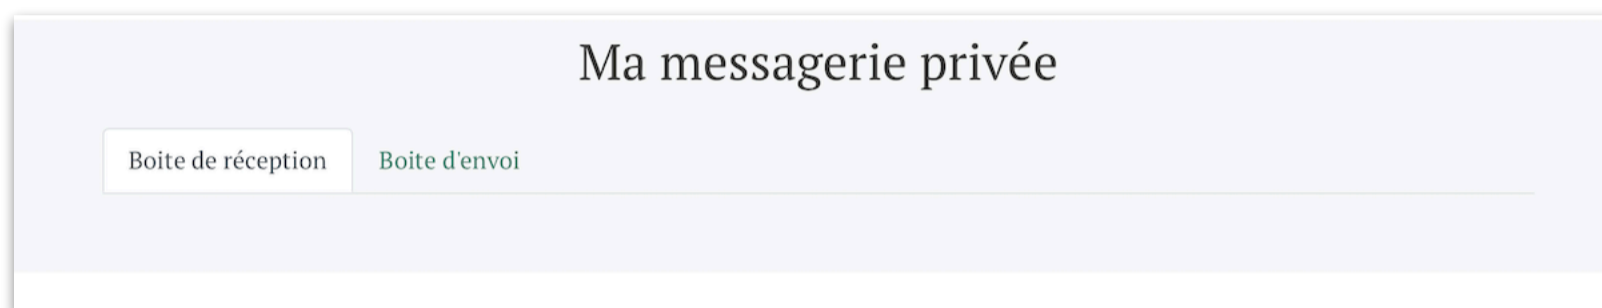 Ma messagerie privée
Boite de réception
Boite d'envoi